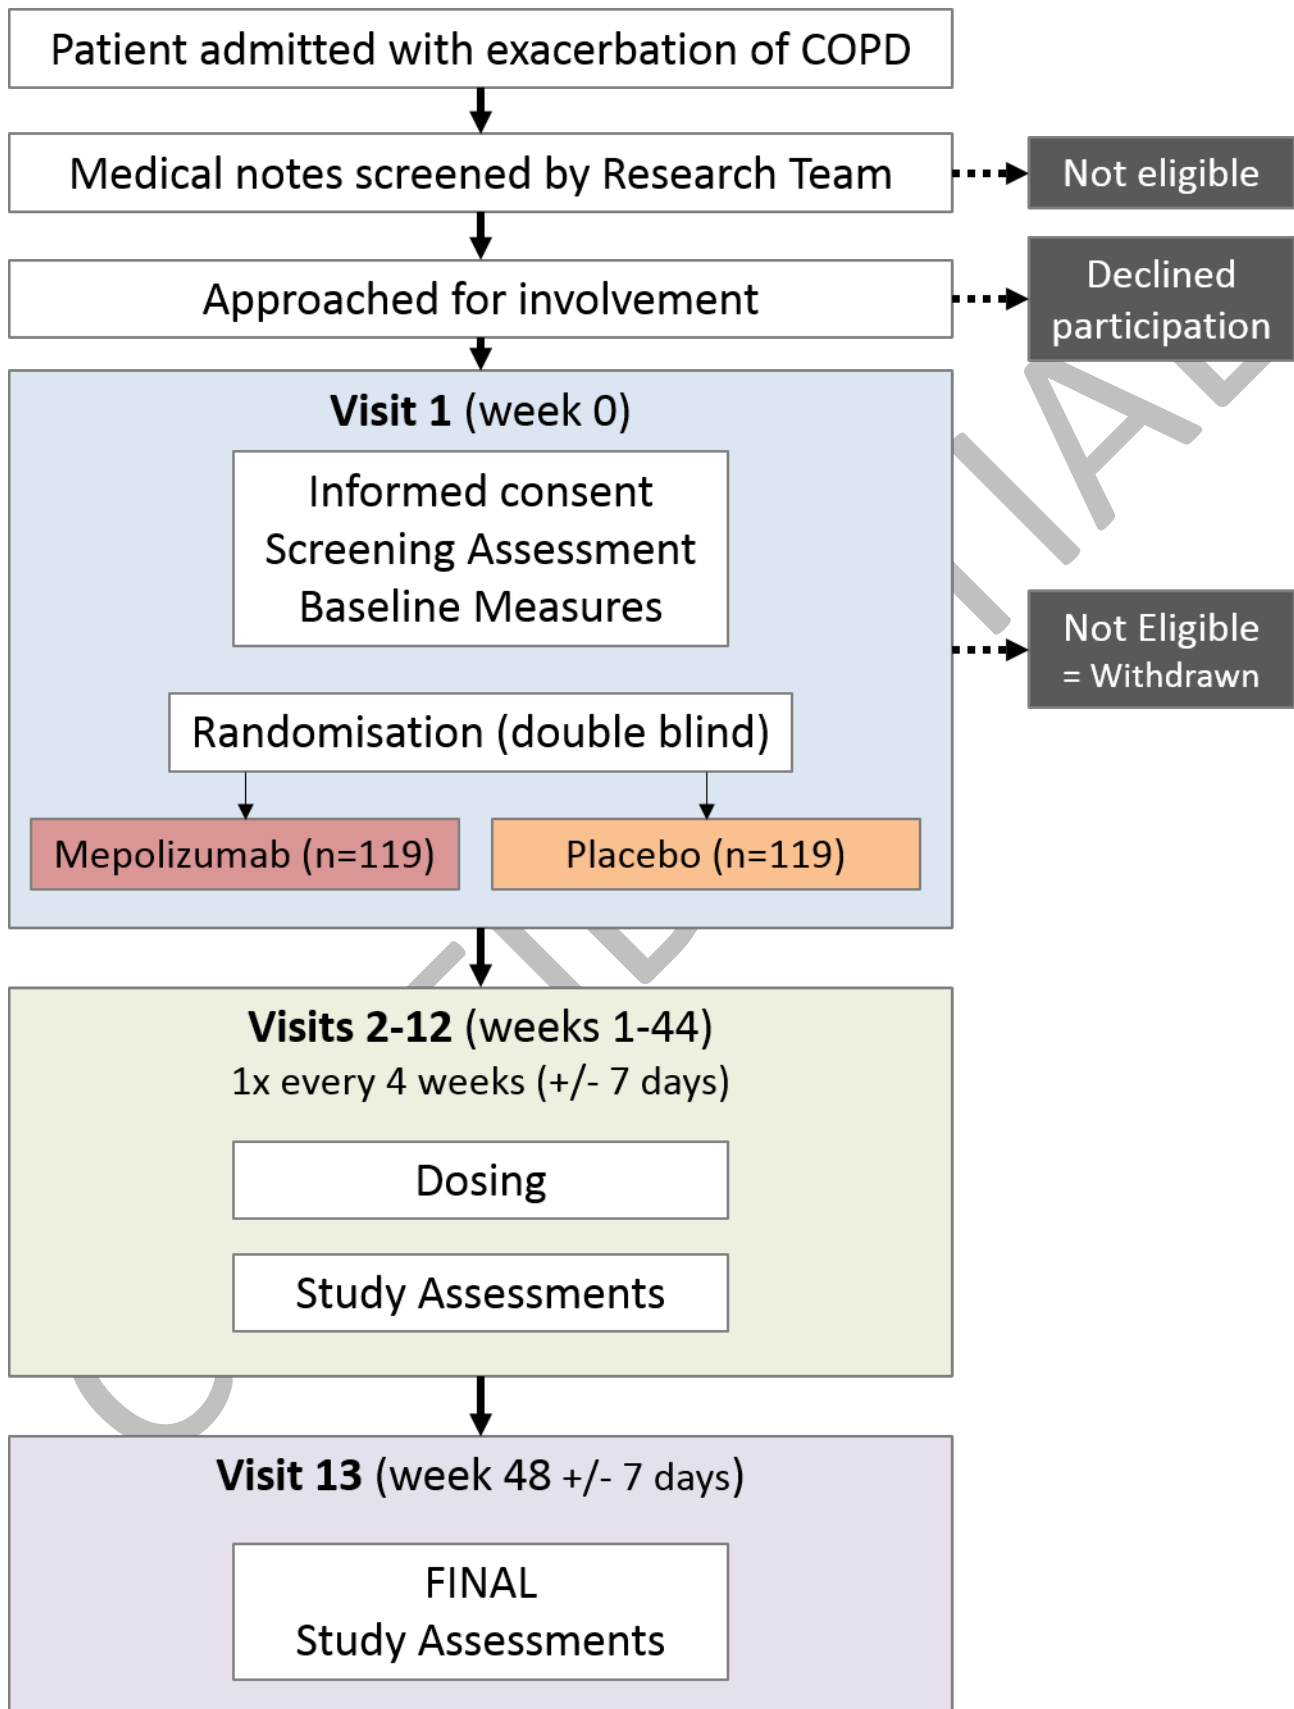 Patient admitted with exacerbation of COPD
Medical notes screened by Research Team
Not eligible
Approached for involvement
Declined
participation
Visit 1 (week 0)
Informed consent
Screening Assessment
Baseline Measures
Not Eligible
= Withdrawn
Randomisation (double blind)
Mepolizumab (n=119)
Placebo (n=119)
Visits 2-12 (weeks 1-44)
1x every 4 weeks (+/- 7 days)
Dosing
Study Assessments
Visit 13 (week 48 +/- 7 days)
FINAL
Study Assessments